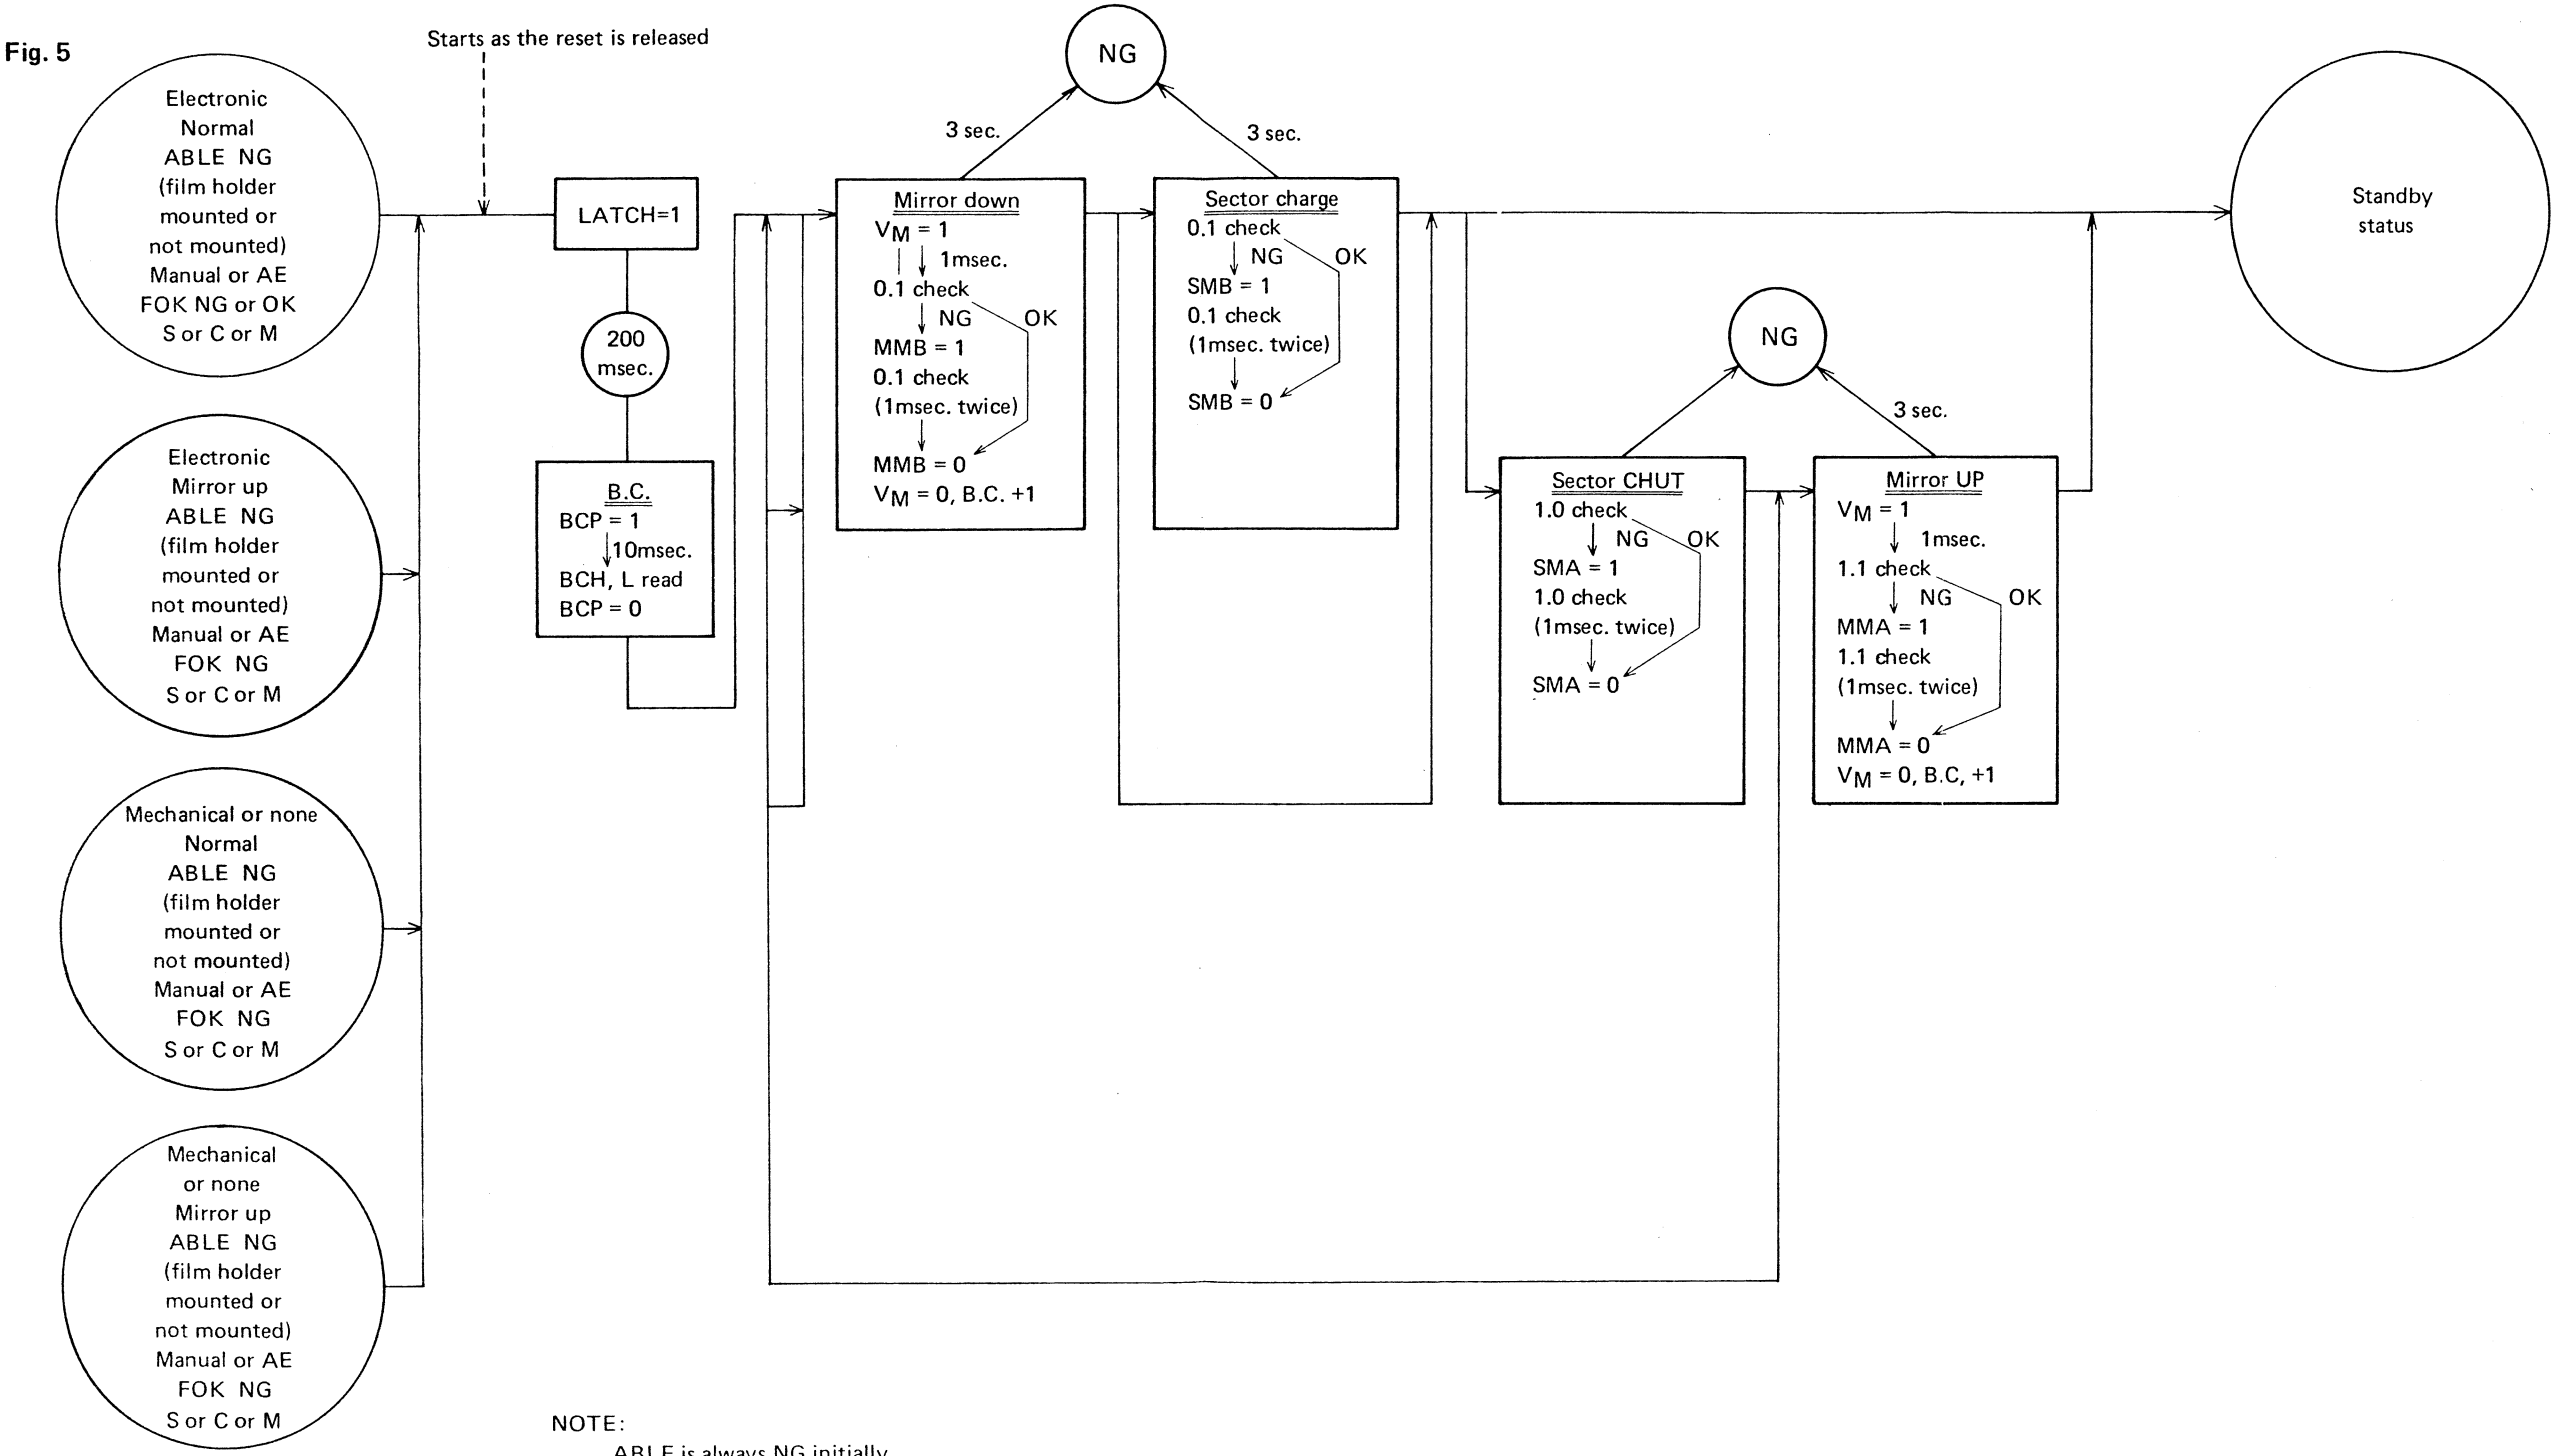 Fig. 5
Starts as the reset is released
Electronic
Normal
ABLE NG
(film holder
mounted or
not mounted)
Manual or AE
FOK NG or OK
S or C or M
Electronic
Mirror up
ABLE NG
(film holder
mounted or
not mounted)
Manual or AE
FOK NG
S or C or M
Mechanical or none
Normal
ABLE NG
(film holder
mounted or
not mounted)
Manual or AE
FOK NG
S or C or M
Mechanical
or none
Mirror up
ABLE NG
(film holder
mounted or
not mounted)
Manual or AE
FOK NG
S or C or M
LATCH=1
200
msec.
B.C.
BCP = 1
10msec.
BCH, L read
BCP = 0
NG
3 sec.
3 sec.
Mirror down
VM = 1
1msec.
0.1 check
NG OK
MMB = 1
0.1 check
(1msec. twice)
MMB = 0
VM = 0, B.C. +1
Sector charge
0.1 check
NG OK
SMB = 1
0.1 check
(1msec. twice)
SMB = 0
NG
3 sec.
Sector CHUT
1.0 check
NG OK
SMA = 1
1.0 check
(1msec. twice)
SMA = 0
Mirror UP
VM = 1
1msec.
1.1 check
NG OK
MMA = 1
1.1 check
(1msec. twice)
MMA = 0
VM = 0, B.C, +1
Standby
status
NOTE:
ABLE is always NG initially